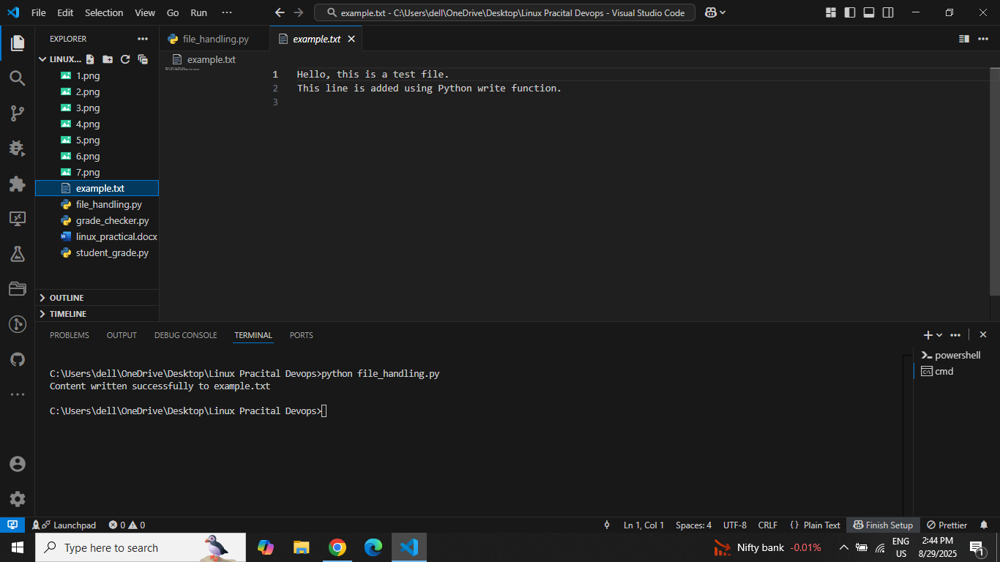 File Edit Selection View Go Run ···
example.txt - C:\Users\dell\OneDrive\Desktop\Linux Pracital Devops - Visual Studio Code
EXPLORER
LINUX...
1.png
2.png
3.png
4.png
5.png
6.png
7.png
example.txt
file_handling.py
grade_checker.py
linux_practical.docx
student_grade.py
OUTLINE
TIMELINE
file_handling.py example.txt
example.txt
1 Hello, this is a test file.
2 This line is added using Python write function.
3
PROBLEMS OUTPUT DEBUG CONSOLE TERMINAL PORTS
C:\Users\dell\OneDrive\Desktop\Linux Pracital Devops>python file_handling.py
Content written successfully to example.txt
C:\Users\dell\OneDrive\Desktop\Linux Pracital Devops>
powershell
cmd
Launchpad 0 0 Ln 1, Col 1 Spaces: 4 UTF-8 CRLF {} Plain Text Finish Setup Prettier
Type here to search
Nifty bank -0.01%
ENG
US
2:44 PM
8/29/2025
1